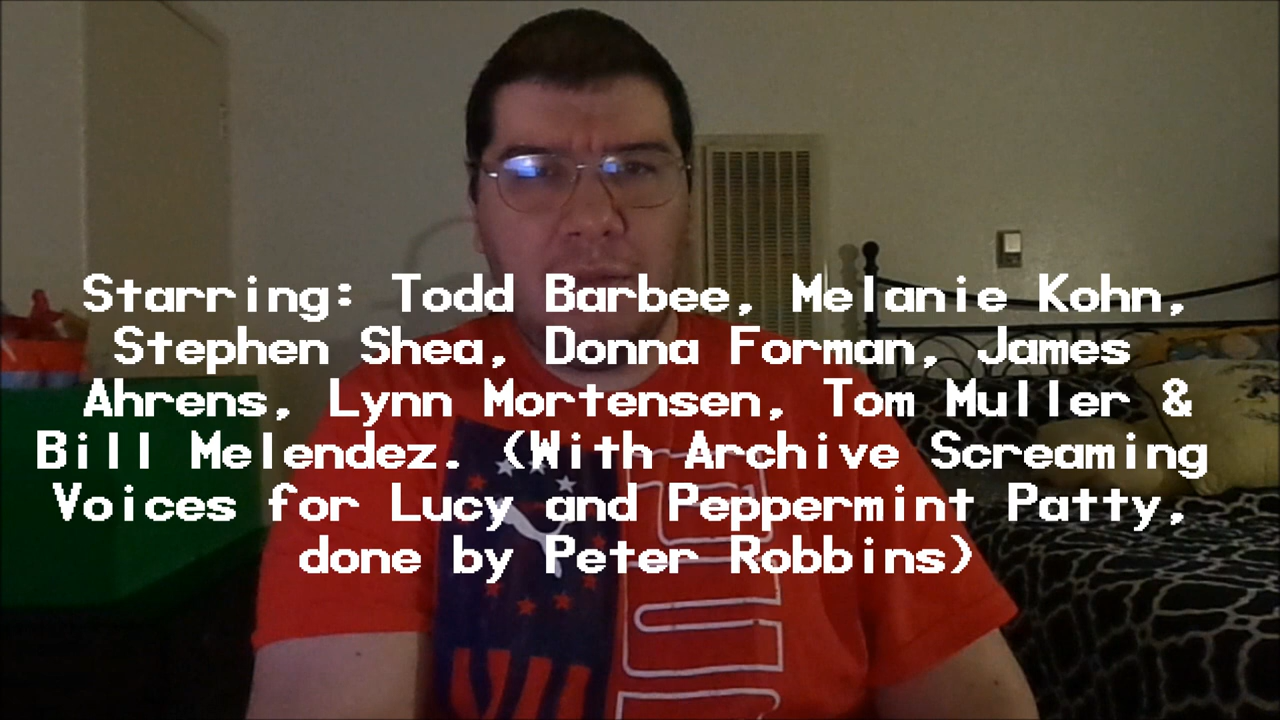 Starring: Todd Barbee, Melanie Kohn,
Stephen Shea, Donna Forman, James
Ahrens, Lynn Mortensen, Tom Muller &
Bill Melendez. (With Archive Screaming
Voices for Lucy and Peppermint Patty,
done by Peter Robbins)